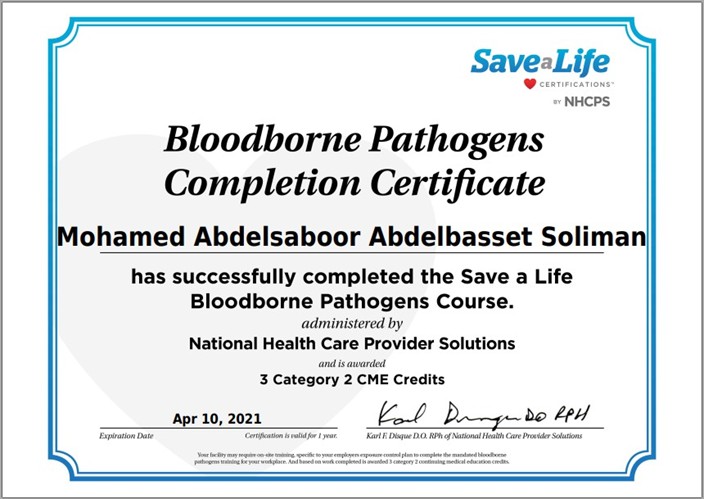 Save a Life
CERTIFICATIONS™
BY NHCPS
Bloodborne Pathogens
Completion Certificate
Mohamed Abdelsaboor Abdelbasset Soliman
has successfully completed the Save a Life
Bloodborne Pathogens Course.
administered by
National Health Care Provider Solutions
and is awarded
3 Category 2 CME Credits
Apr 10, 2021
Karl Disque DO RPH
Expiration Date
Certification is valid for 1 year.
Karl F. Disque D.O. RPh of National Health Care Provider Solutions
Your facility may require on-site training, specific to your employers exposure control plan to complete the mandated bloodborne
pathogens training for your workplace. And based on work completed is awarded 3 category 2 continuing medical education credits.